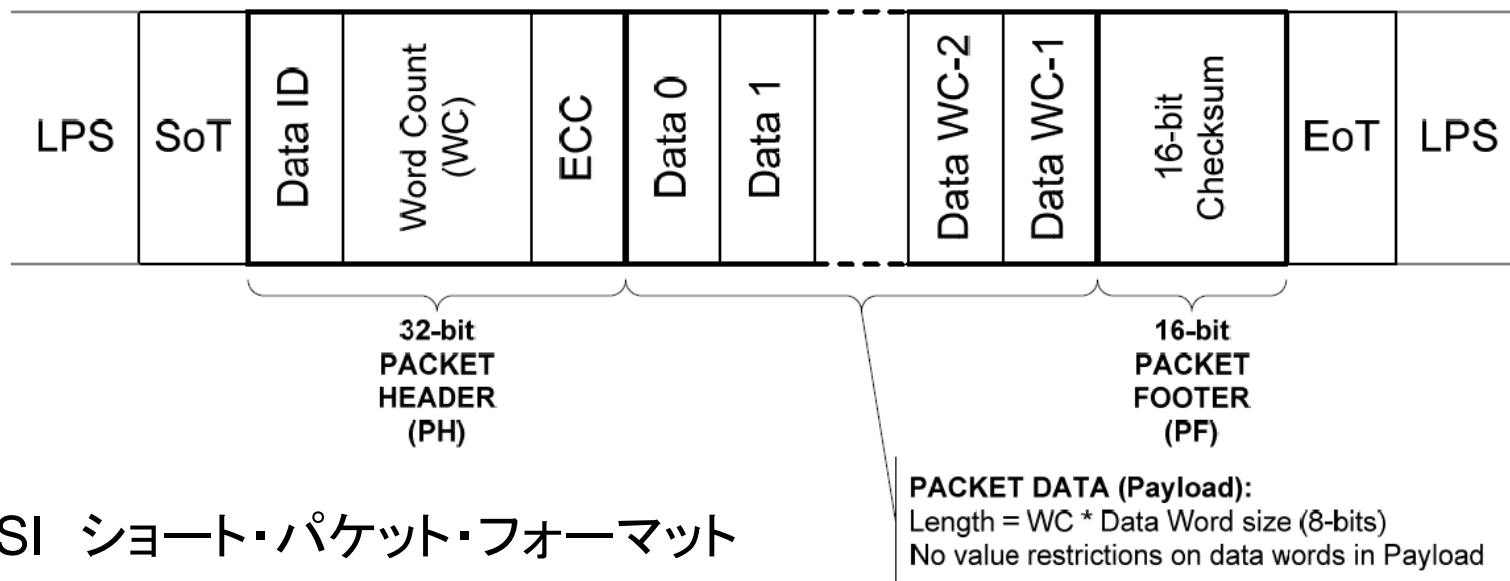 LPS
SoT
Data ID
Word Count
(WC)
ECC
Data 0
Data 1
Data WC-2
Data WC-1
16-bit
Checksum
EoT
LPS
32-bit
PACKET
HEADER
(PH)
16-bit
PACKET
FOOTER
(PF)
PACKET DATA (Payload):
Length = WC * Data Word size (8-bits)
No value restrictions on data words in Payload
SI ショート・パケット・フォーマット